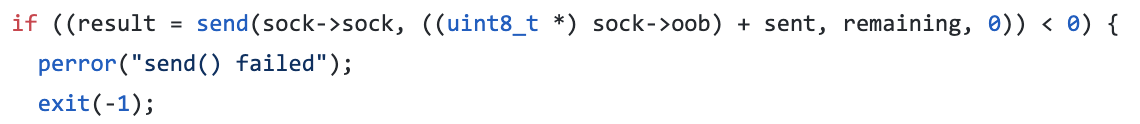 if ((result = send(sock->sock, ((uint8_t *) sock->oob) + sent, remaining, 0)) < 0) {
perror("send() failed");
exit(-1);